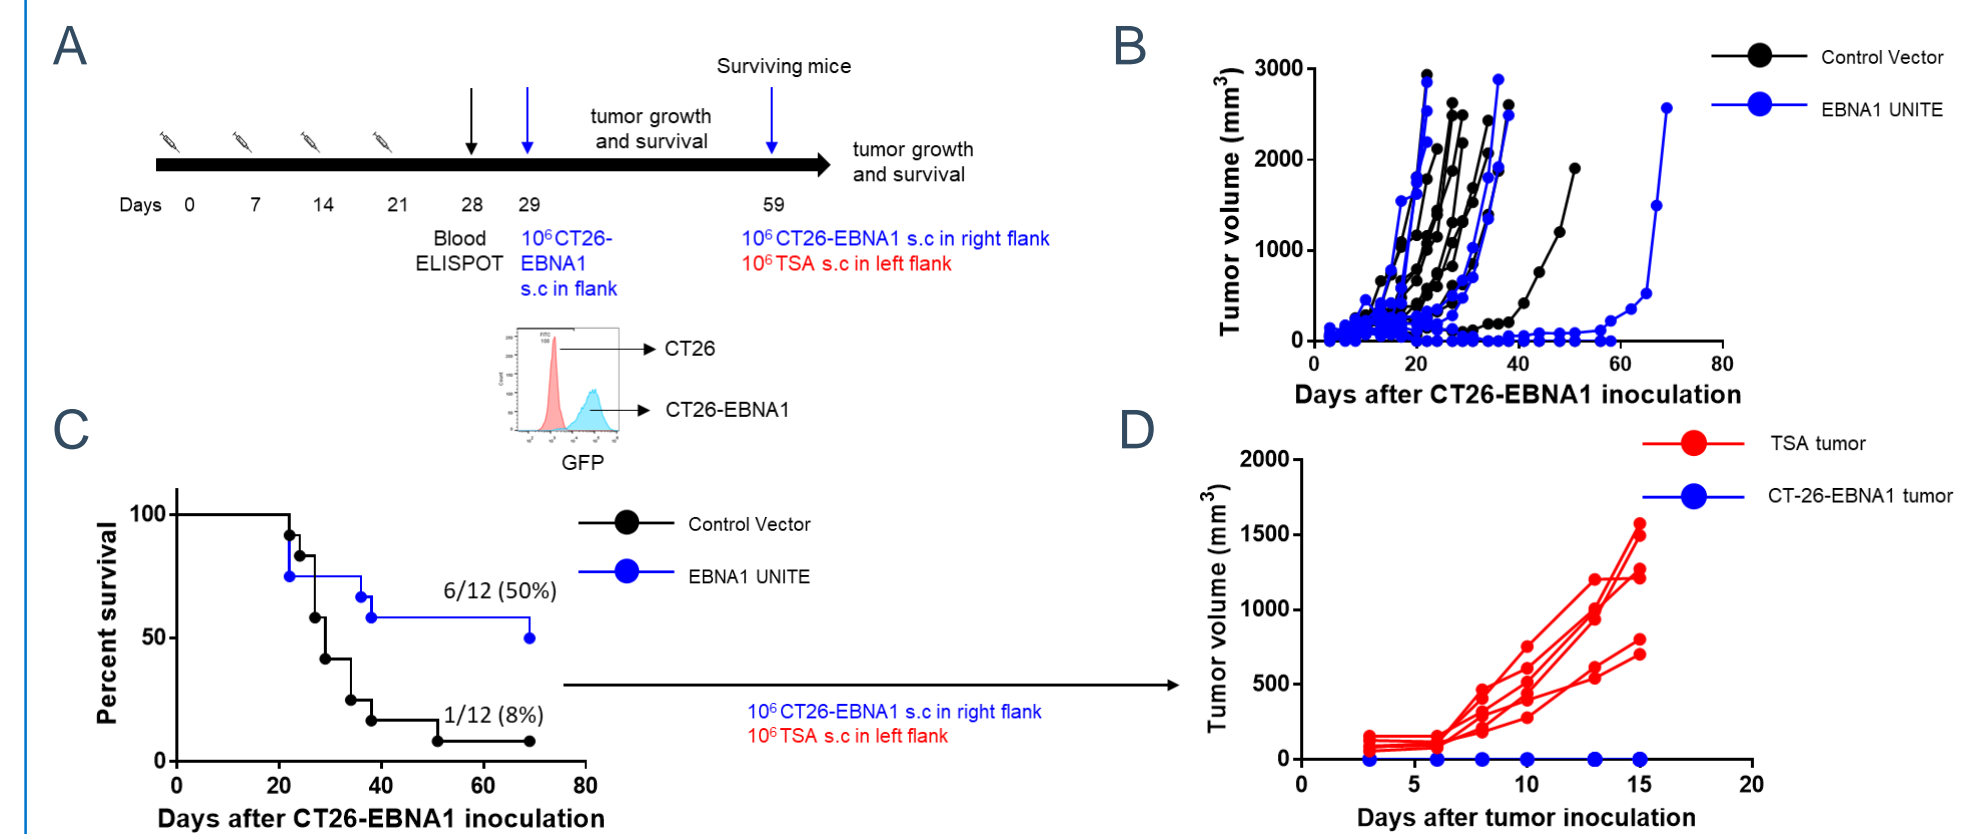 A
Surviving mice
tumor growth
and survival
tumor growth
and survival
Days 0 7 14 21 28 29 59
Blood
ELISPOT
10⁶ CT26-
EBNA1
s.c in flank
10⁶ CT26-EBNA1 s.c in right flank
10⁶ TSA s.c in left flank
CT26
CT26-EBNA1
Count
GFP
B
Control Vector
EBNA1 UNITE
Tumor volume (mm³)
3000
2000
1000
0
0 20 40 60 80
Days after CT26-EBNA1 inoculation
C
Control Vector
EBNA1 UNITE
Percent survival
100
50
0
6/12 (50%)
1/12 (8%)
0 20 40 60 80
Days after CT26-EBNA1 inoculation
10⁶ CT26-EBNA1 s.c in right flank
10⁶ TSA s.c in left flank
D
TSA tumor
CT-26-EBNA1 tumor
Tumor volume (mm³)
2000
1500
1000
500
0
0 5 10 15 20
Days after tumor inoculation